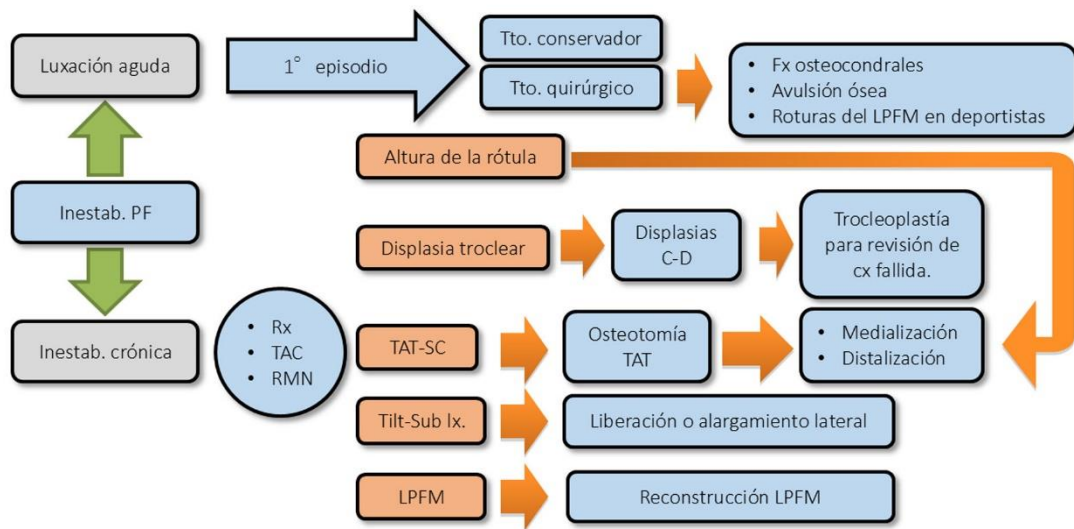 Luxación aguda
1° episodio
Tto. conservador
Tto. quirúrgico
• Fx osteocondrales
• Avulsión ósea
• Roturas del LPFM en deportistas
Altura de la rótula
Inestab. PF
Displasia troclear
Displasias
C-D
Trocleoplastía
para revisión de
cx fallida.
Inestab. crónica
• Rx
• TAC
• RMN
TAT-SC
Osteotomía
TAT
• Medialización
• Distalización
Tilt-Sub lx.
Liberación o alargamiento lateral
LPFM
Reconstrucción LPFM